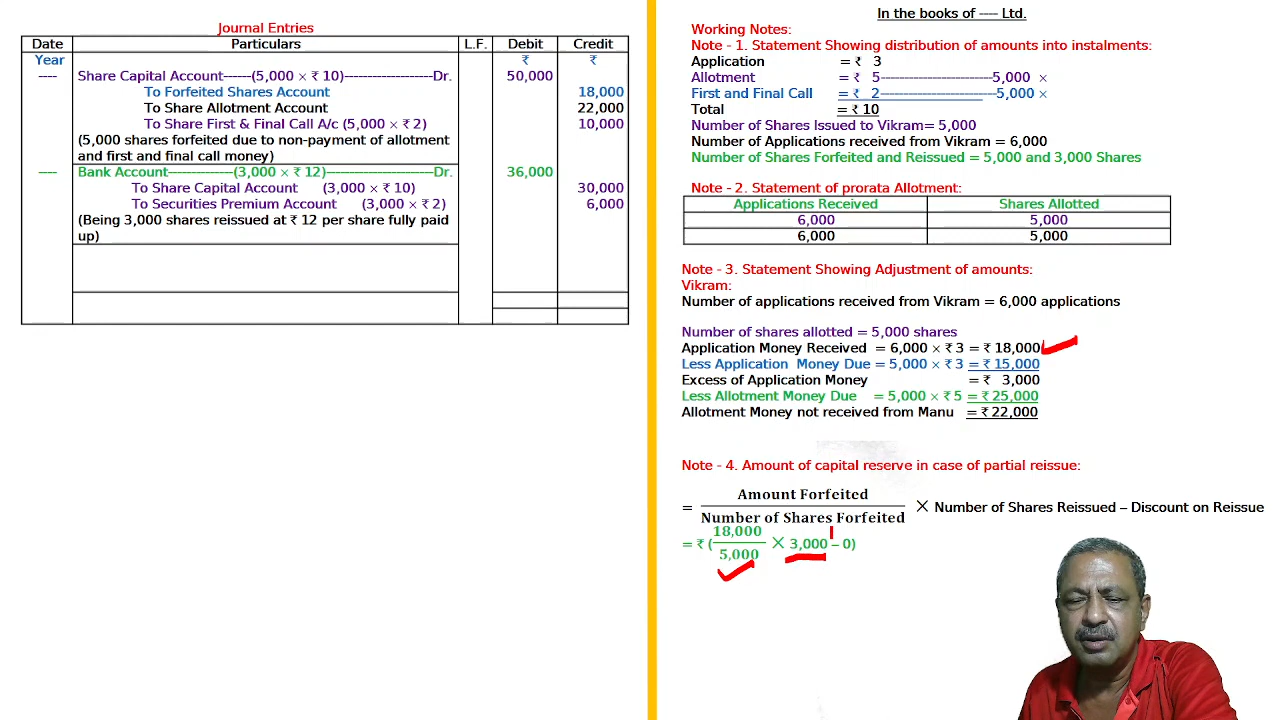 Journal Entries
Date Particulars L.F. Debit Credit
Year ₹ ₹
---- Share Capital Account------(5,000 × ₹ 10)-------------------Dr. 50,000
To Forfeited Shares Account 18,000
To Share Allotment Account 22,000
To Share First & Final Call A/c (5,000 × ₹ 2) 10,000
(5,000 shares forfeited due to non-payment of allotment
and first and final call money)
---- Bank Account-------------(3,000 × ₹ 12)----------------------Dr. 36,000
To Share Capital Account (3,000 × ₹ 10) 30,000
To Securities Premium Account (3,000 × ₹ 2) 6,000
(Being 3,000 shares reissued at ₹ 12 per share fully paid
up)
In the books of ---- Ltd.
Working Notes:
Note - 1. Statement Showing distribution of amounts into instalments:
Application = ₹ 3
Allotment = ₹ 5------------------------5,000 ×
First and Final Call = ₹ 2-------------------------5,000 ×
Total = ₹ 10
Number of Shares Issued to Vikram= 5,000
Number of Applications received from Vikram = 6,000
Number of Shares Forfeited and Reissued = 5,000 and 3,000 Shares
Note - 2. Statement of prorata Allotment:
Applications Received Shares Allotted
6,000 5,000
6,000 5,000
Note - 3. Statement Showing Adjustment of amounts:
Vikram:
Number of applications received from Vikram = 6,000 applications
Number of shares allotted = 5,000 shares
Application Money Received = 6,000 × ₹ 3 = ₹ 18,000
Less Application Money Due = 5,000 × ₹ 3 = ₹ 15,000
Excess of Application Money = ₹ 3,000
Less Allotment Money Due = 5,000 × ₹ 5 = ₹ 25,000
Allotment Money not received from Manu = ₹ 22,000
Note - 4. Amount of capital reserve in case of partial reissue:
Amount Forfeited
= × Number of Shares Reissued – Discount on Reissue
Number of Shares Forfeited
18,000
= ₹ ( × 3,000 – 0)
5,000